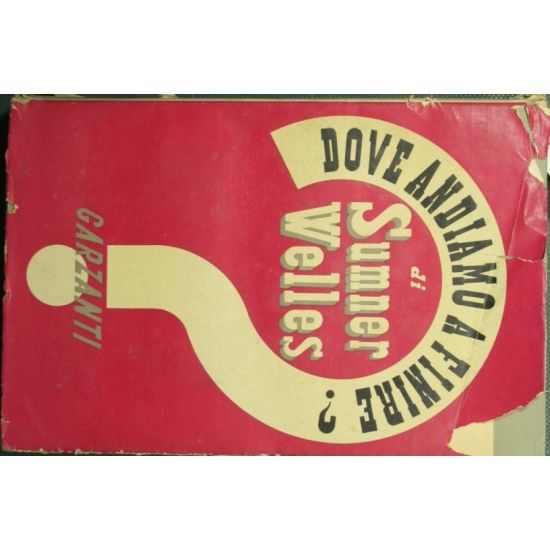 DOVE ANDIAMO A FINIRE?
di
Sumner
Welles
GARZANTI